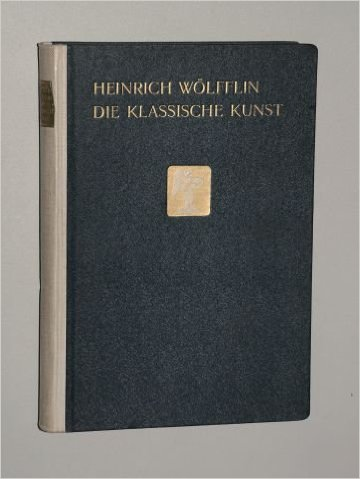 HEINRICH WÖLFFLIN
DIE KLASSISCHE KUNST